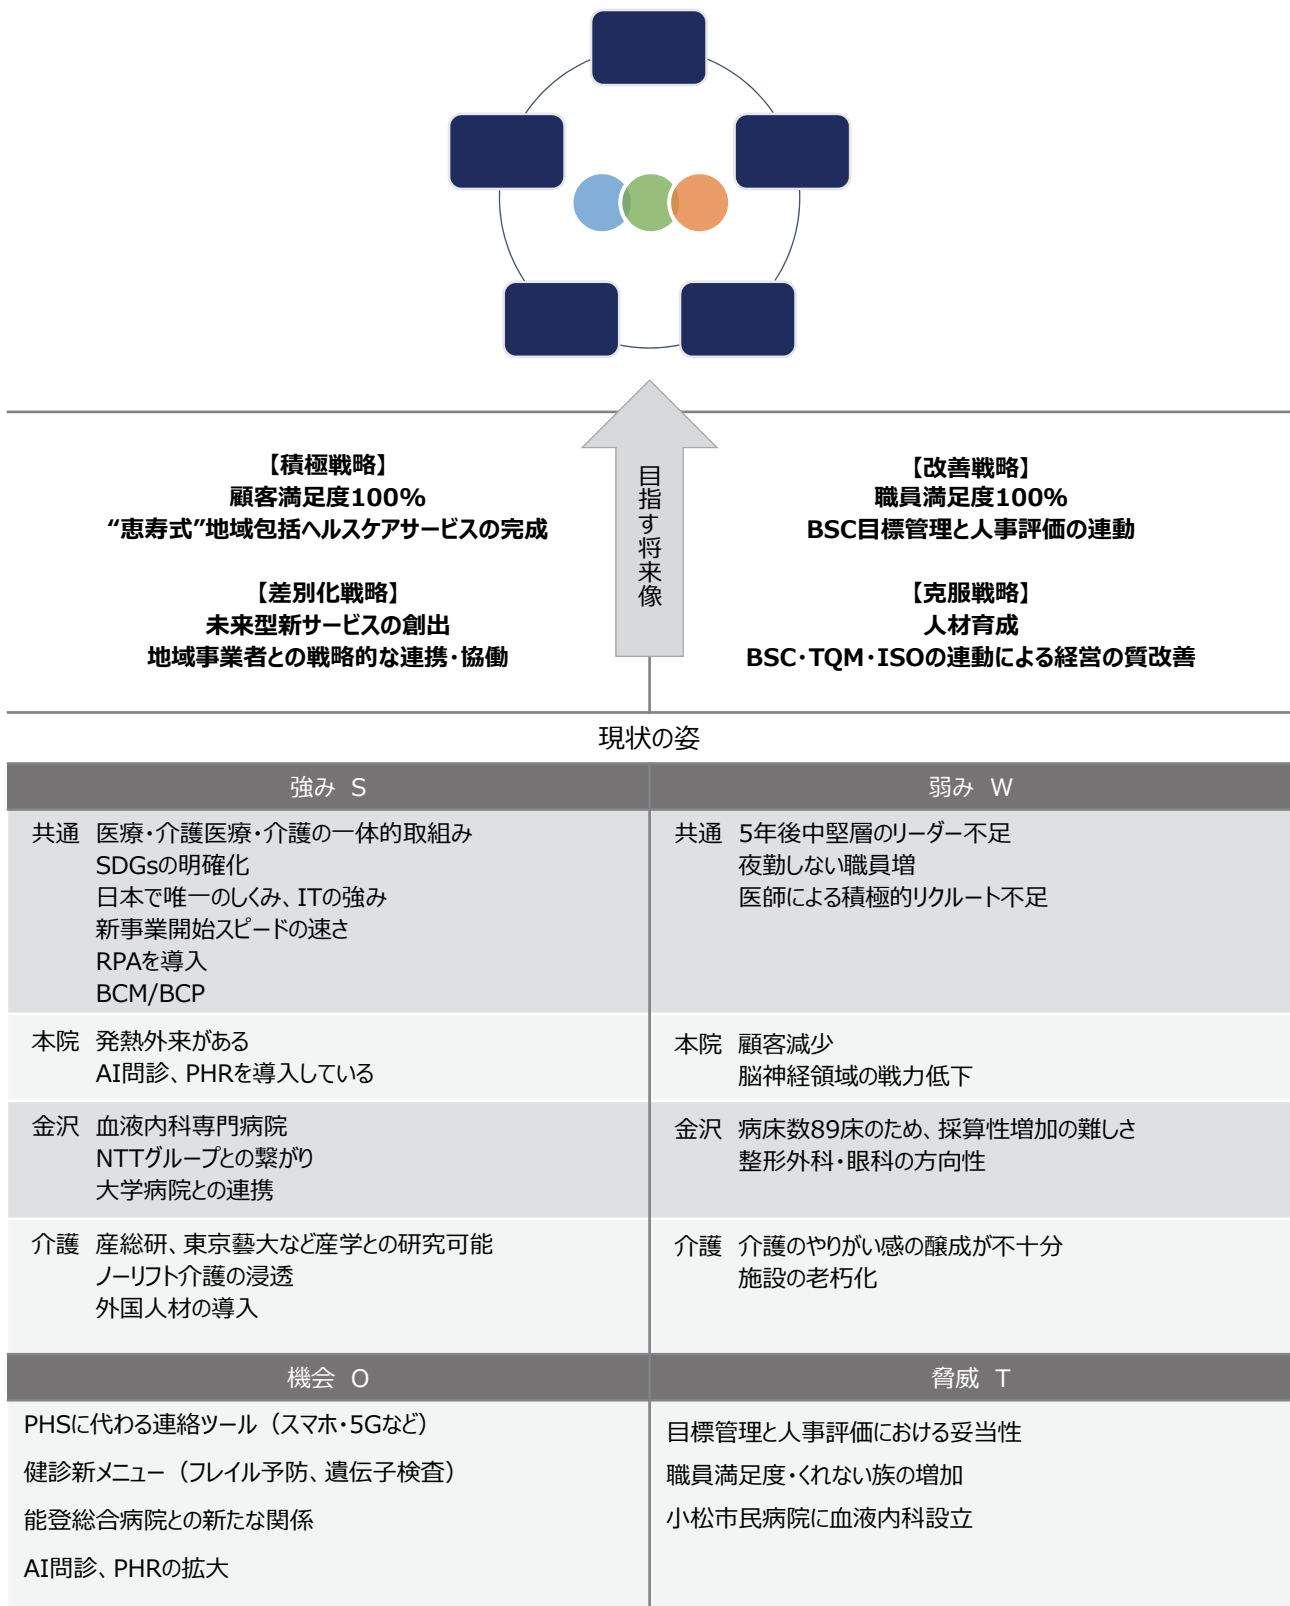 【積極戦略】
顧客満足度100%
“恵寿式”地域包括ヘルスケアサービスの完成
【差別化戦略】
未来型新サービスの創出
地域事業者との戦略的な連携・協働
目指す将来像
【改善戦略】
職員満足度100%
BSC目標管理と人事評価の連動
【克服戦略】
人材育成
BSC・TQM・ISOの連動による経営の質改善
現状の姿
強み S
共通 医療・介護医療・介護の一体的取組み
SDGsの明確化
日本で唯一のしくみ、ITの強み
新事業開始スピードの速さ
RPAを導入
BCM/BCP
本院 発熱外来がある
AI問診、PHRを導入している
金沢 血液内科専門病院
NTTグループとの繋がり
大学病院との連携
介護 産総研、東京藝大など産学との研究可能
ノーリフト介護の浸透
外国人材の導入
弱み W
共通 5年後中堅層のリーダー不足
夜勤しない職員増
医師による積極的リクルート不足
本院 顧客減少
脳神経領域の戦力低下
金沢 病床数89床のため、採算性増加の難しさ
整形外科・眼科の方向性
介護 介護のやりがい感の醸成が不十分
施設の老朽化
機会 O
PHSに代わる連絡ツール（スマホ・5Gなど）
健診新メニュー（フレイル予防、遺伝子検査）
能登総合病院との新たな関係
AI問診、PHRの拡大
脅威 T
目標管理と人事評価における妥当性
職員満足度・くれない族の増加
小松市民病院に血液内科設立